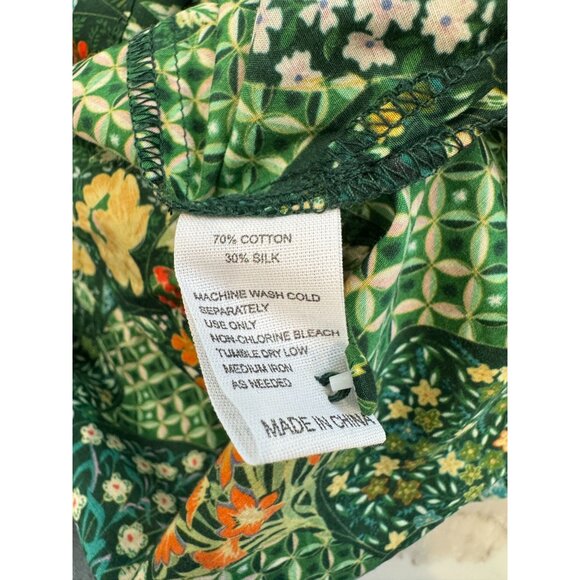 70% COTTON
30% SILK
MACHINE WASH COLD
SEPARATELY
USE ONLY
NON-CHLORINE BLEACH
TUMBLE DRY LOW
MEDIUM IRON
AS NEEDED
MADE IN CHINA